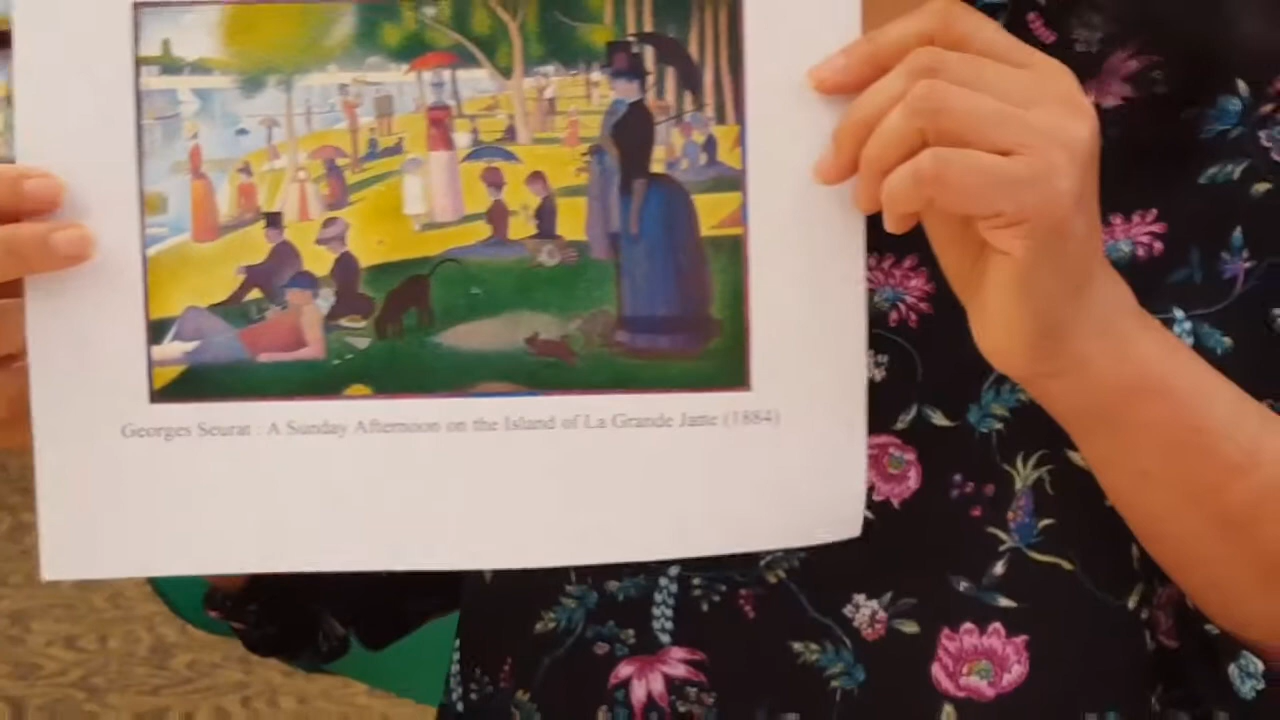 Georges Seurat : A Sunday Afternoon on the Island of La Grande Jatte (1884)